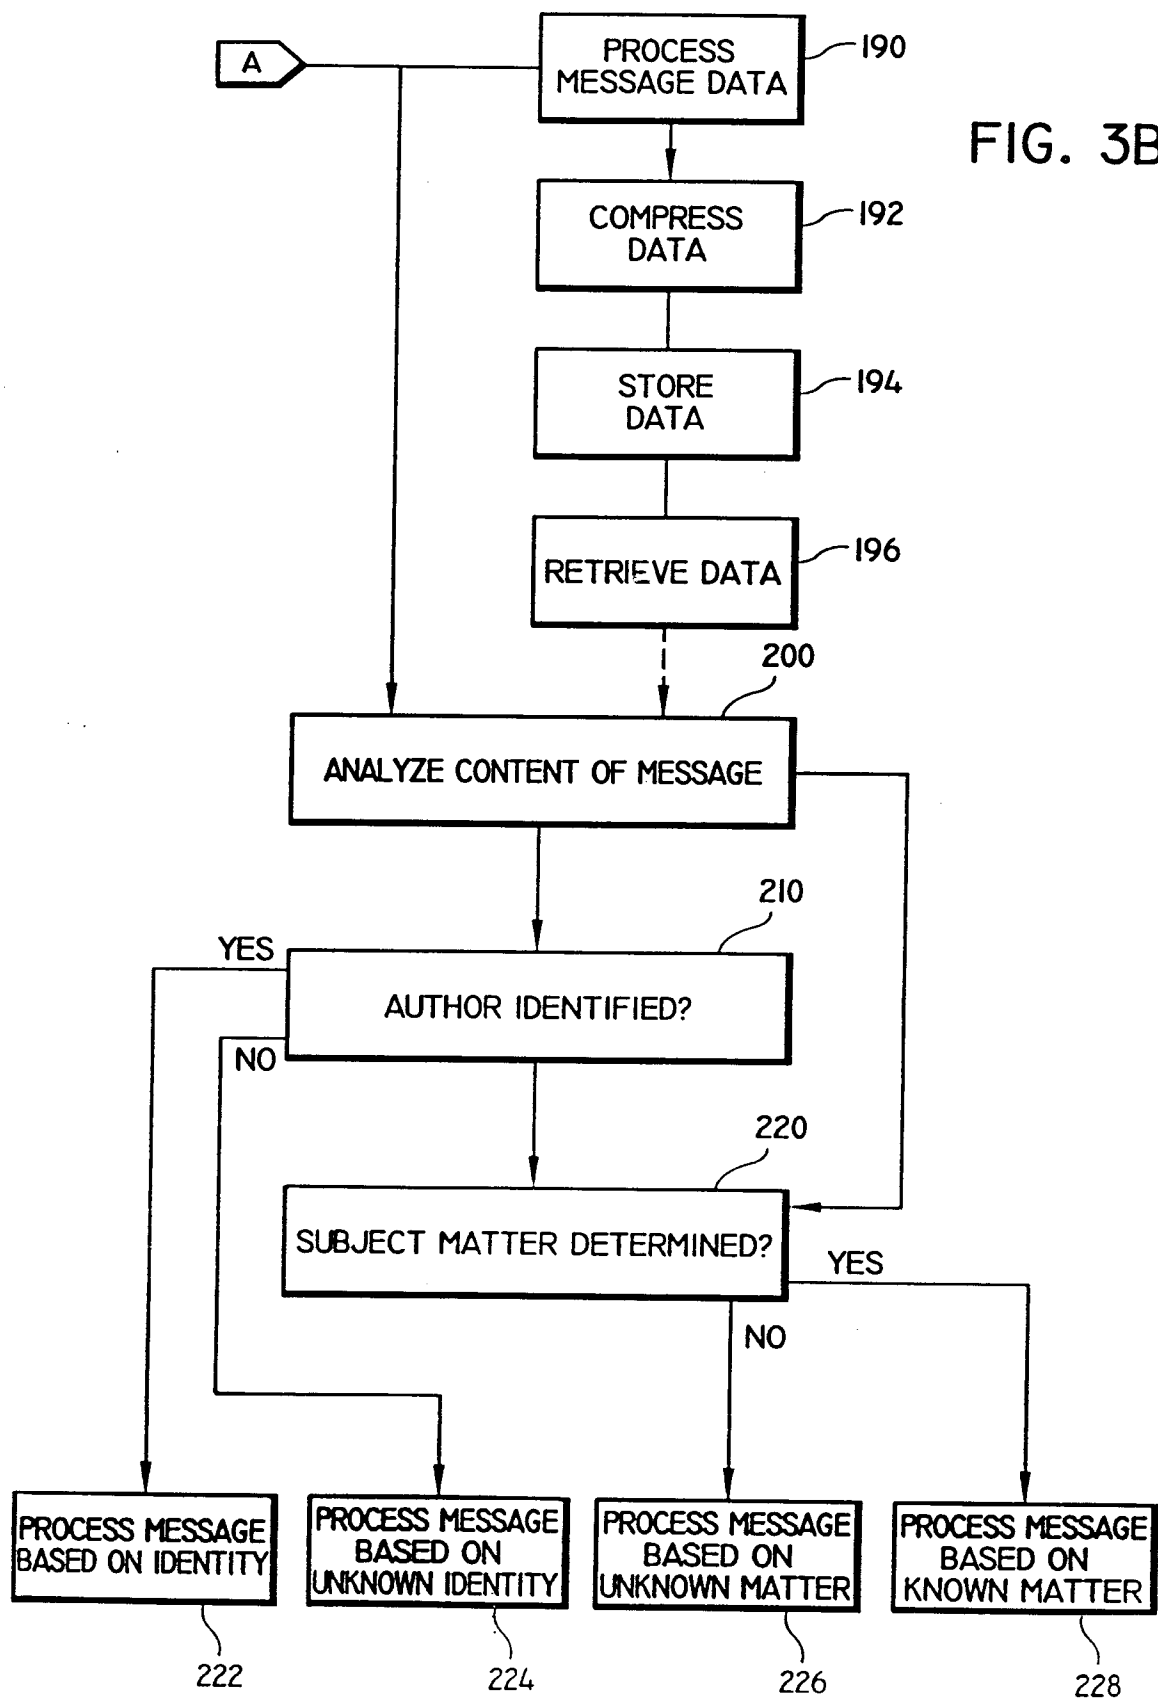 A
PROCESS
MESSAGE DATA
190
FIG. 3B
COMPRESS
DATA
192
STORE
DATA
194
RETRIEVE DATA
196
200
ANALYZE CONTENT OF MESSAGE
210
YES
AUTHOR IDENTIFIED?
NO
220
SUBJECT MATTER DETERMINED?
YES
NO
PROCESS MESSAGE
BASED ON IDENTITY
PROCESS MESSAGE
BASED ON
UNKNOWN IDENTITY
PROCESS MESSAGE
BASED ON
UNKNOWN MATTER
PROCESS MESSAGE
BASED ON
KNOWN MATTER
222
224
226
228